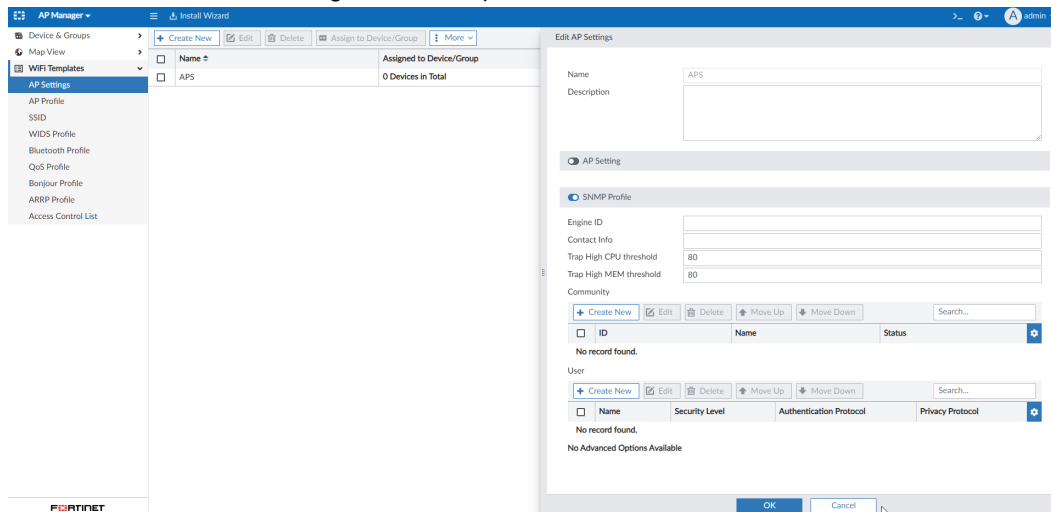 AP Manager
Install Wizard
admin
A
Device & Groups
Map View
WiFi Templates
AP Settings
AP Profile
SSID
WIDS Profile
Bluetooth Profile
QoS Profile
Bonjour Profile
ARRP Profile
Access Control List
FORTINET
+ Create New Edit Delete Assign to Device/Group More
Name Assigned to Device/Group
APS 0 Devices in Total
Edit AP Settings
Name APS
Description
AP Setting
SNMP Profile
Engine ID
Contact Info
Trap High CPU threshold 80
Trap High MEM threshold 80
Community
+ Create New Edit Delete Move Up Move Down Search...
ID Name Status
No record found.
User
+ Create New Edit Delete Move Up Move Down Search...
Name Security Level Authentication Protocol Privacy Protocol
No record found.
No Advanced Options Available
OK Cancel